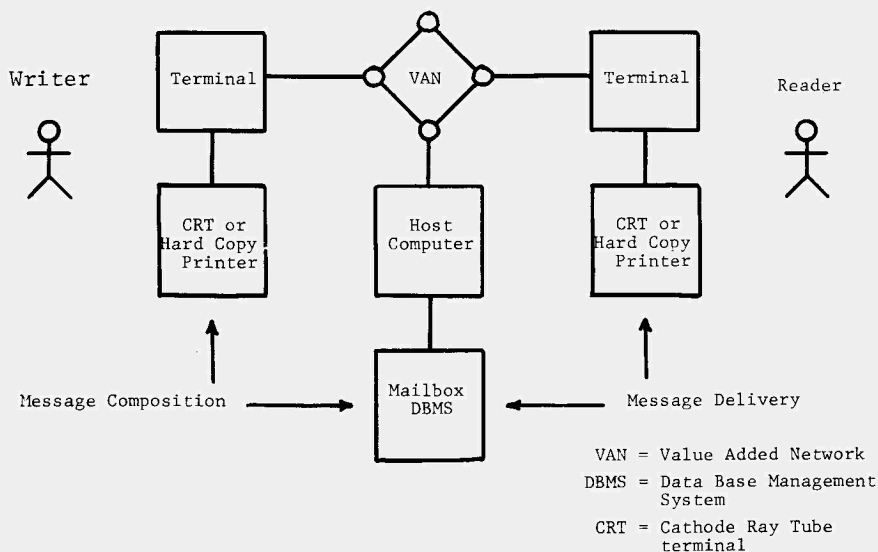 Writer
Terminal
VAN
Terminal
Reader
CRT or
Hard Copy
Printer
Host
Computer
CRT or
Hard Copy
Printer
Mailbox
DBMS
Message Composition
Message Delivery
VAN = Value Added Network
DBMS = Data Base Management
System
CRT = Cathode Ray Tube
terminal